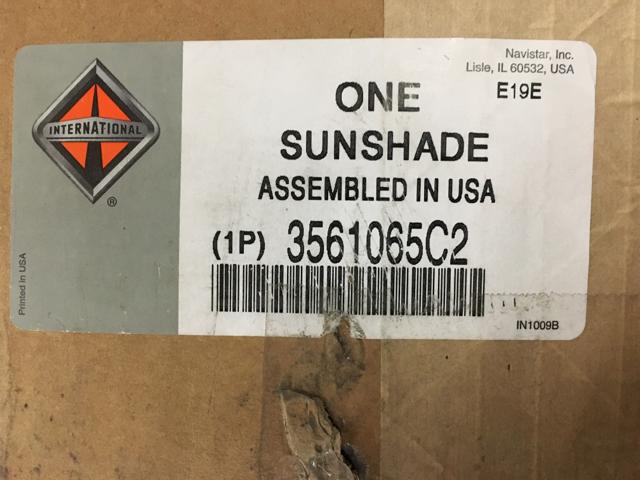 Navistar, Inc.
Lisle, IL 60532, USA
E19E
INTERNATIONAL
®
ONE
SUNSHADE
ASSEMBLED IN USA
(1P) 3561065C2
Printed in USA
IN1009B